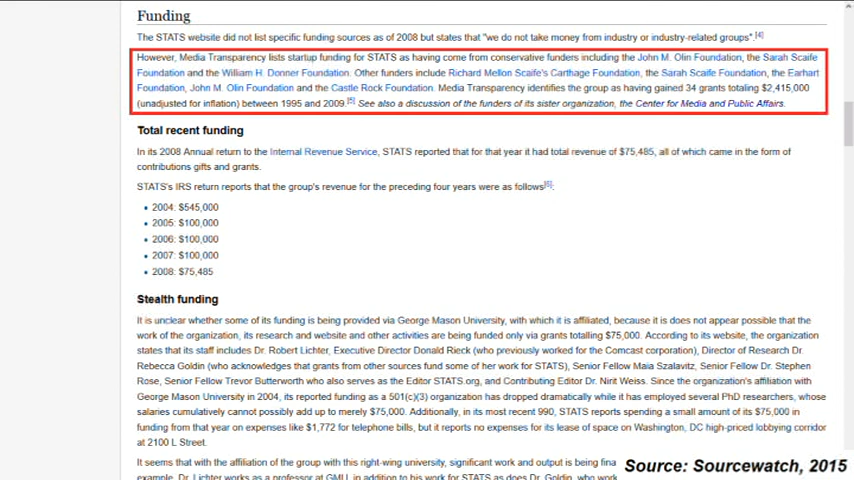 Funding
The STATS website did not list specific funding sources as of 2008 but states that "we do not take money from industry or industry-related groups".[4]
However, Media Transparency lists startup funding for STATS as having come from conservative funders including the John M. Olin Foundation, the Sarah Scaife
Foundation and the William H. Donner Foundation. Other funders include Richard Mellon Scaife's Carthage Foundation, the Sarah Scaife Foundation, the Earhart
Foundation, John M. Olin Foundation and the Castle Rock Foundation. Media Transparency identifies the group as having gained 34 grants totaling $2,415,000
(unadjusted for inflation) between 1995 and 2009.[5] See also a discussion of the funders of its sister organization, the Center for Media and Public Affairs.
Total recent funding
In its 2008 Annual return to the Internal Revenue Service, STATS reported that for that year it had total revenue of $75,485, all of which came in the form of
contributions gifts and grants.
STATS's IRS return reports that the group's revenue for the preceding four years were as follows[6]:
• 2004: $545,000
• 2005: $100,000
• 2006: $100,000
• 2007: $100,000
• 2008: $75,485
Stealth funding
It is unclear whether some of its funding is being provided via George Mason University, with which it is affiliated, because it is does not appear possible that the
work of the organization, its research and website and other activities are being funded only via grants totalling $75,000. According to its website, the organization
states that its staff includes Dr. Robert Lichter, Executive Director Donald Rieck (who previously worked for the Comcast corporation), Director of Research Dr.
Rebecca Goldin (who acknowledges that grants from other sources fund some of her work for STATS), Senior Fellow Maia Szalavitz, Senior Fellow Dr. Stephen
Rose, Senior Fellow Trevor Butterworth who also serves as the Editor STATS.org, and Contributing Editor Dr. Nirit Weiss. Since the organization's affiliation with
George Mason University in 2004, its reported funding as a 501(c)(3) organization has dropped dramatically while it has employed several PhD researchers, whose
salaries cumulatively cannot possibly add up to merely $75,000. Additionally, in its most recent 990, STATS reports spending a small amount of its $75,000 in
funding from that year on expenses like $1,772 for telephone bills, but it reports no expenses for its lease of space on Washington, DC high-priced lobbying corridor
at 2100 L Street.
It seems that with the affiliation of the group with this right-wing university, significant work and output is being fina
example, Dr. Lichter works as a professor at GMU, in addition to his work for STATS as does Dr. Goldin, who work
Source: Sourcewatch, 2015